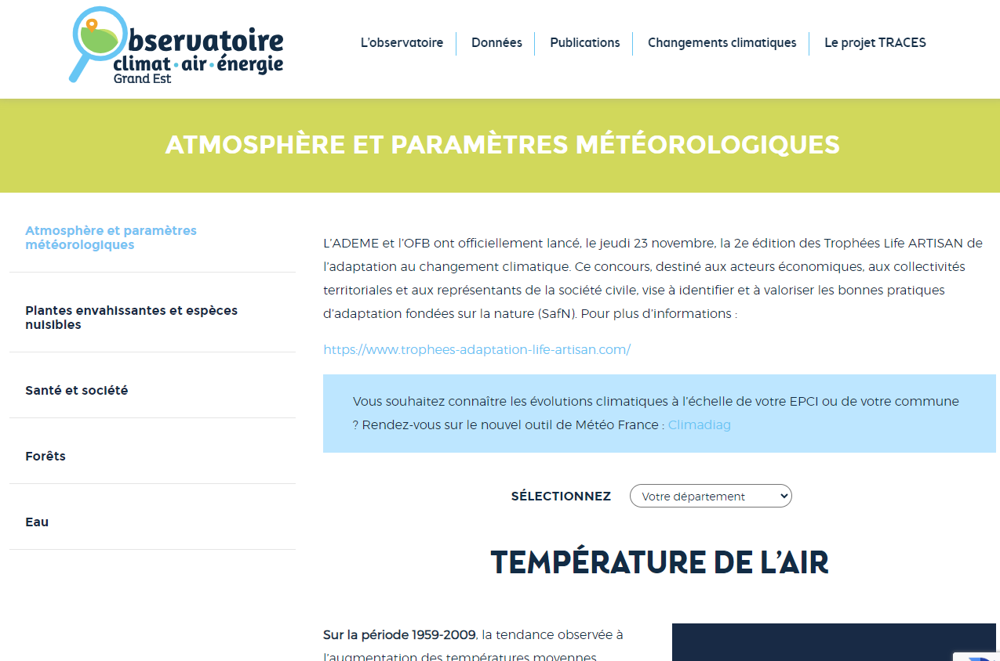 Observatoire
climat · air · énergie
Grand Est
L'observatoire
Données
Publications
Changements climatiques
Le projet TRACES
ATMOSPHÈRE ET PARAMÈTRES MÉTÉOROLOGIQUES
Atmosphère et paramètres
météorologiques
Plantes envahissantes et espèces
nuisibles
Santé et société
Forêts
Eau
L'ADEME et l'OFB ont officiellement lancé, le jeudi 23 novembre, la 2e édition des Trophées Life ARTISAN de
l'adaptation au changement climatique. Ce concours, destiné aux acteurs économiques, aux collectivités
territoriales et aux représentants de la société civile, vise à identifier et à valoriser les bonnes pratiques
d'adaptation fondées sur la nature (SafN). Pour plus d'informations :
https://www.trophees-adaptation-life-artisan.com/
Vous souhaitez connaître les évolutions climatiques à l'échelle de votre EPCI ou de votre commune
? Rendez-vous sur le nouvel outil de Météo France : Climadiag
SÉLECTIONNEZ Votre département
TEMPÉRATURE DE L'AIR
Sur la période 1959-2009, la tendance observée à
l'augmentation des températures moyennes